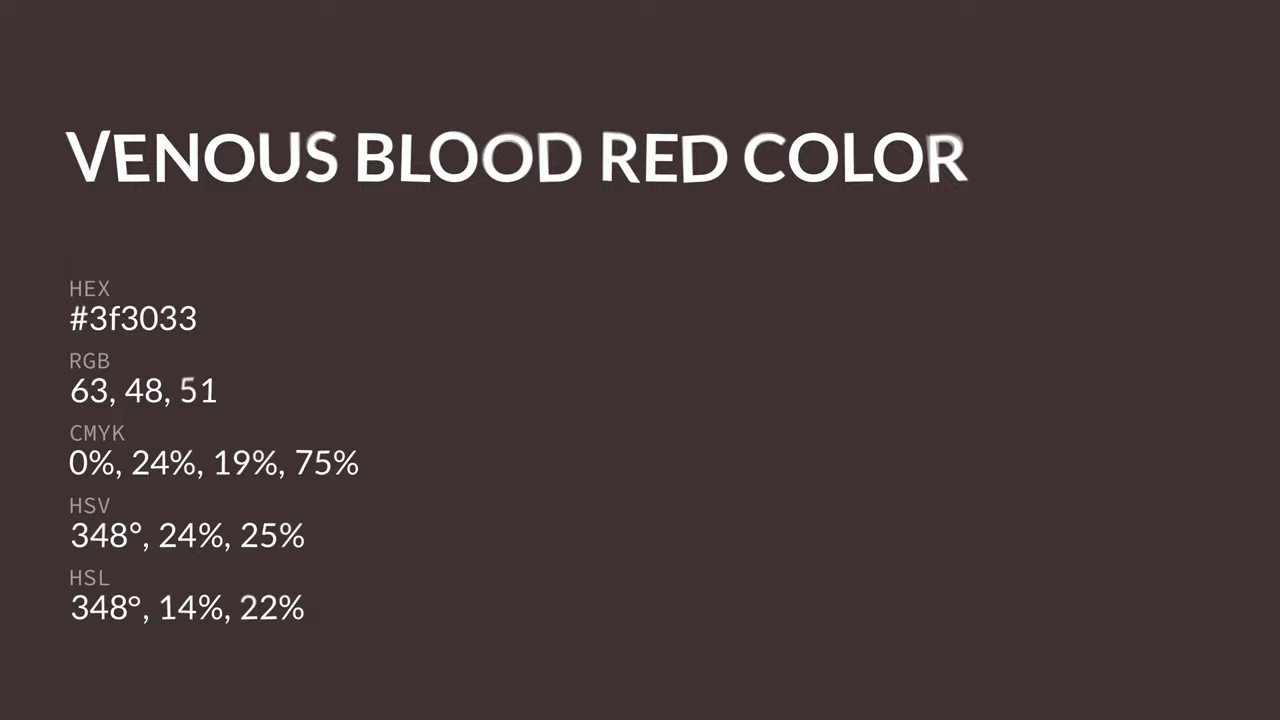 VENOUS BLOOD RED COLOR
HEX
#3f3033
RGB
63, 48, 51
CMYK
0%, 24%, 19%, 75%
HSV
348°, 24%, 25%
HSL
348°, 14%, 22%